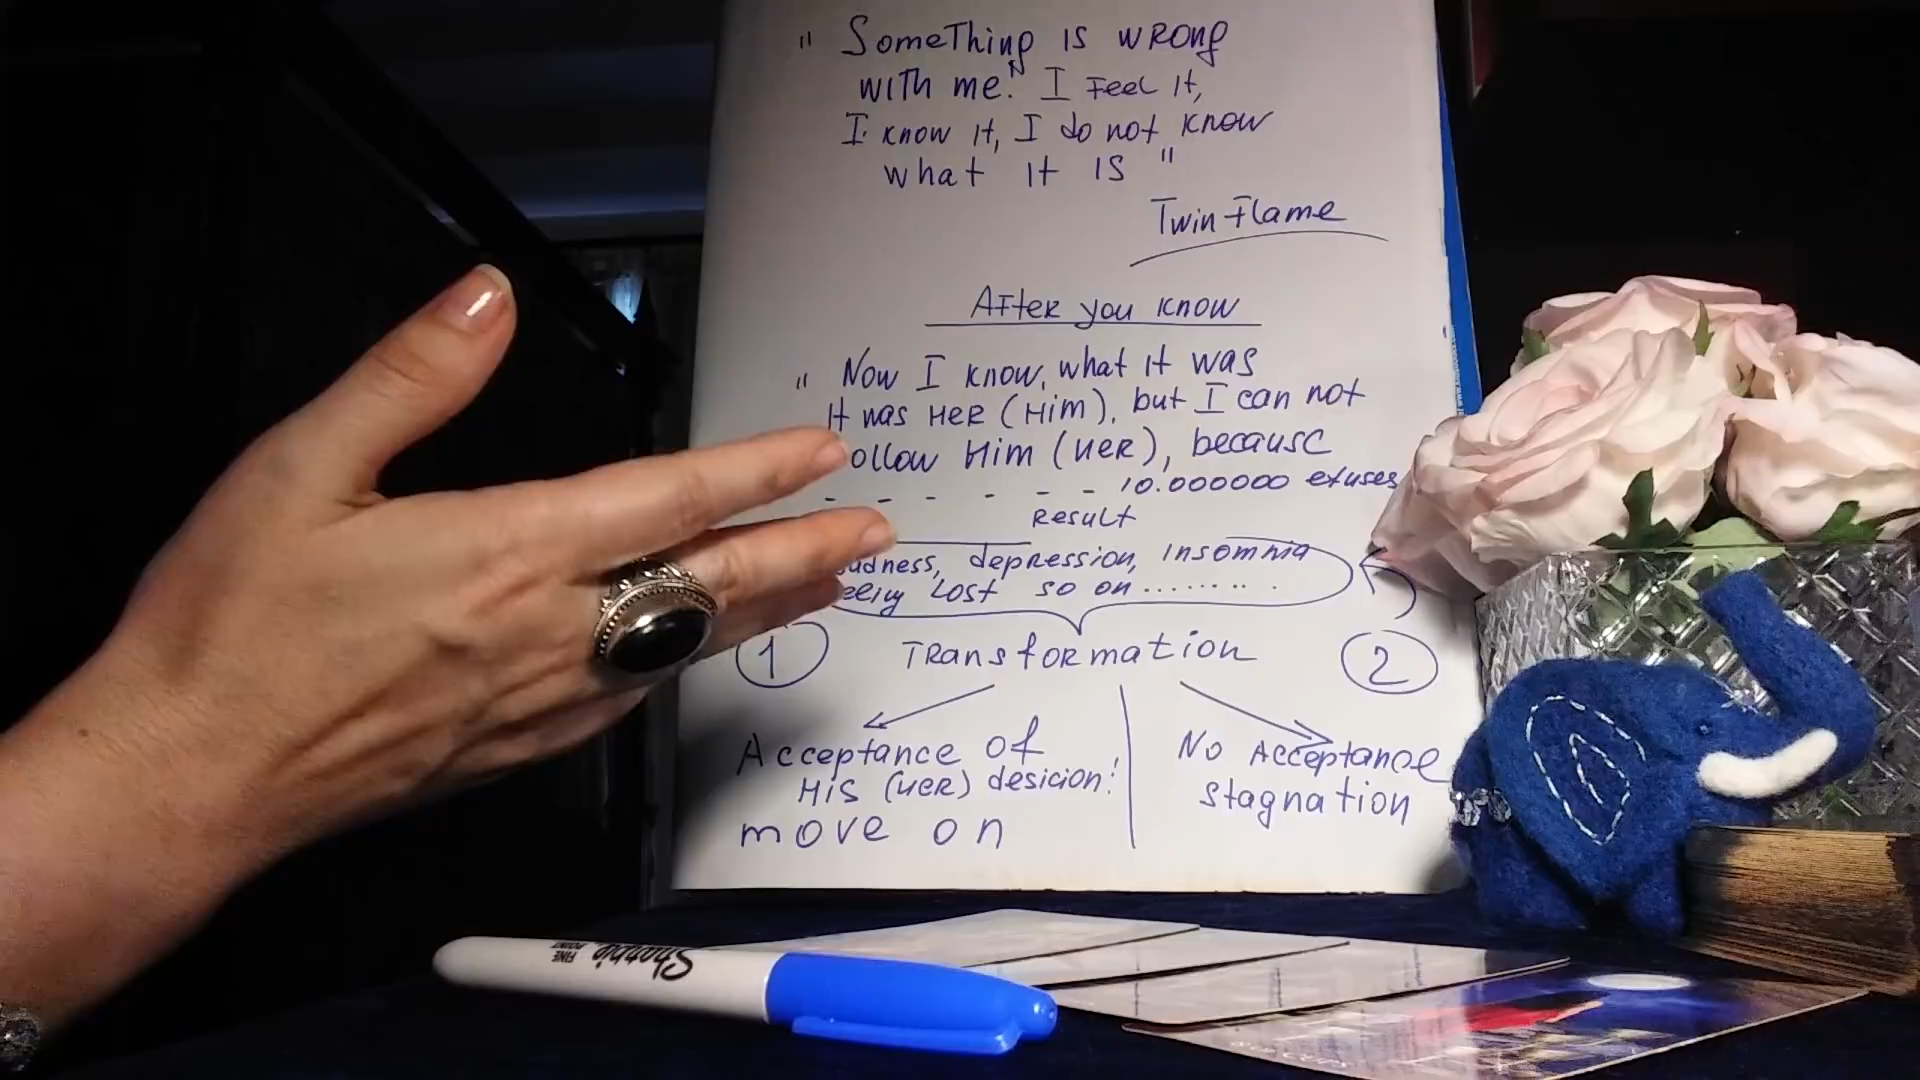 " Something is wrong
with me." I Feel It,
I know It, I do not know
what It IS "
Twin Flame
After you know
" Now I know, what It was
It was Her (Him), but I can not
ollow Him (Her), because
- - - - - - 10.000000 exuses
Result
adness, depression, Insomnia
eeling Lost so on .........
1 Transformation 2
Acceptance of
His (Her) desicion!
move on
No Acceptance
Stagnation
Sharpie
FINE POINT